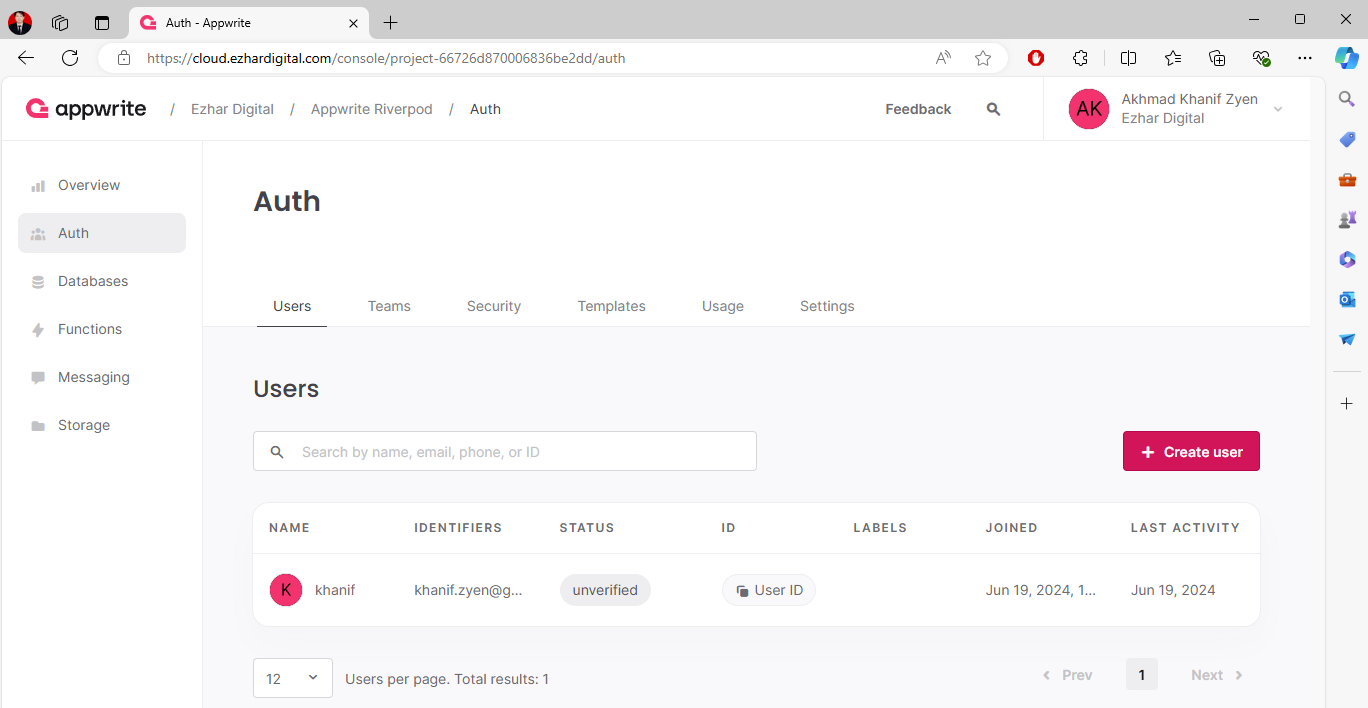 Auth - Appwrite
https://cloud.ezhardigital.com/console/project-66726d870006836be2dd/auth
appwrite / Ezhar Digital / Appwrite Riverpod / Auth
Feedback
AK
Akhmad Khanif Zyen
Ezhar Digital
Overview
Auth
Databases
Functions
Messaging
Storage
Auth
Users Teams Security Templates Usage Settings
Users
Search by name, email, phone, or ID
+ Create user
NAME IDENTIFIERS STATUS ID LABELS JOINED LAST ACTIVITY
K khanif khanif.zyen@g... unverified User ID Jun 19, 2024, 1... Jun 19, 2024
12 Users per page. Total results: 1
Prev 1 Next